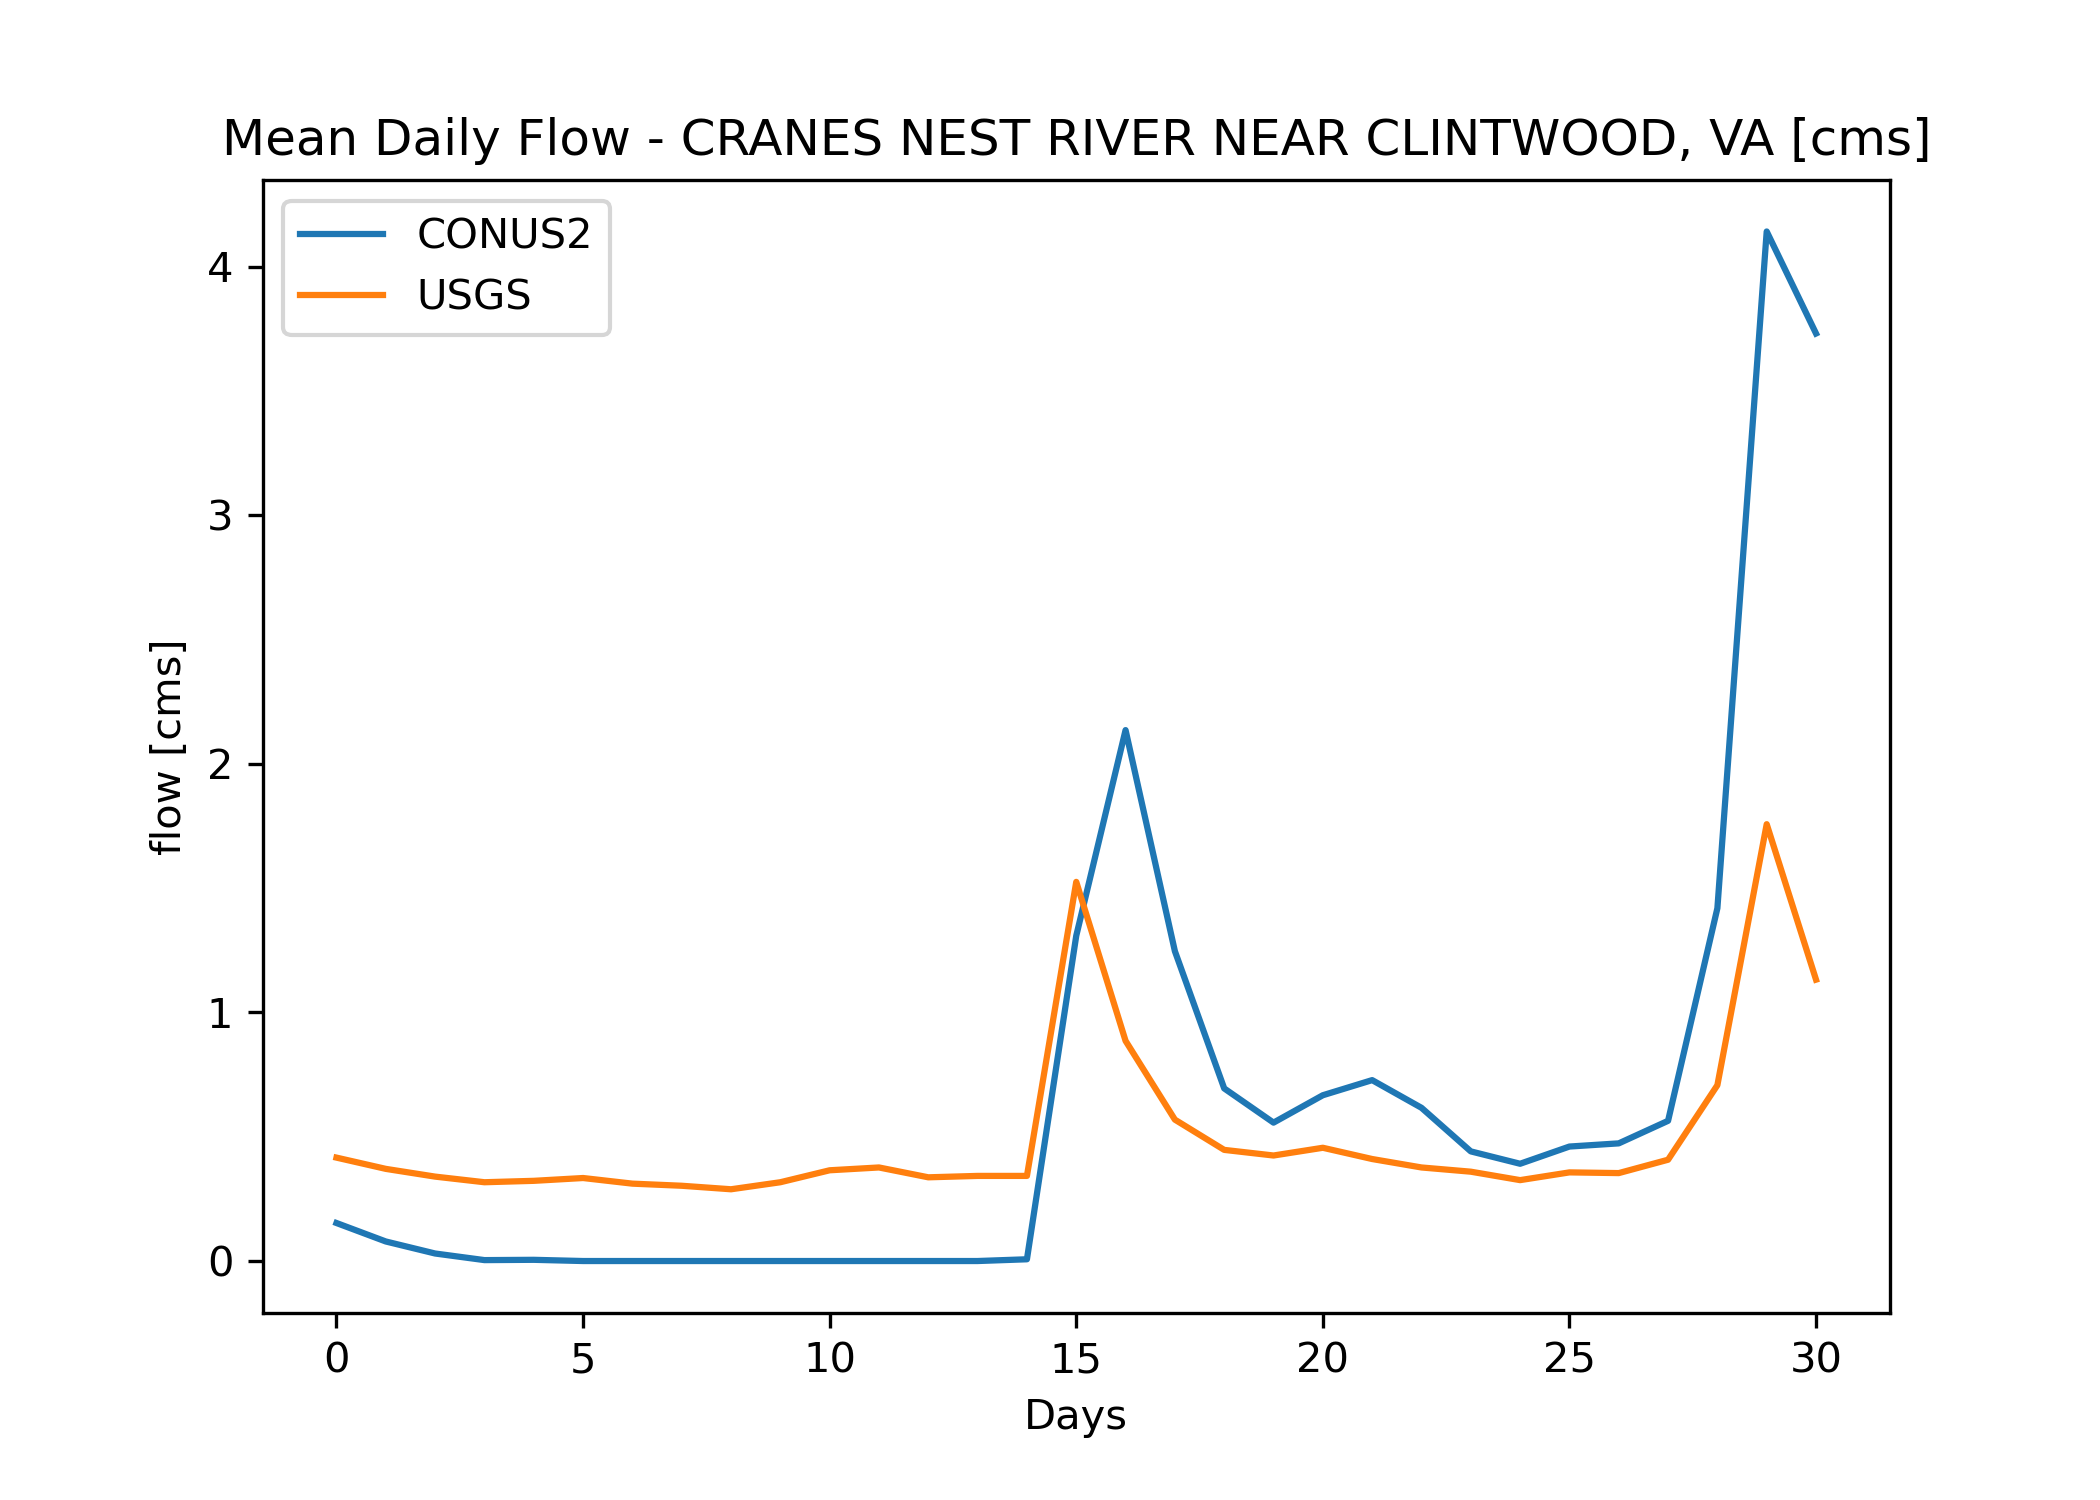 Mean Daily Flow - CRANES NEST RIVER NEAR CLINTWOOD, VA [cms]
CONUS2
USGS
4
3
2
1
0
flow [cms]
0 5 10 15 20 25 30
Days